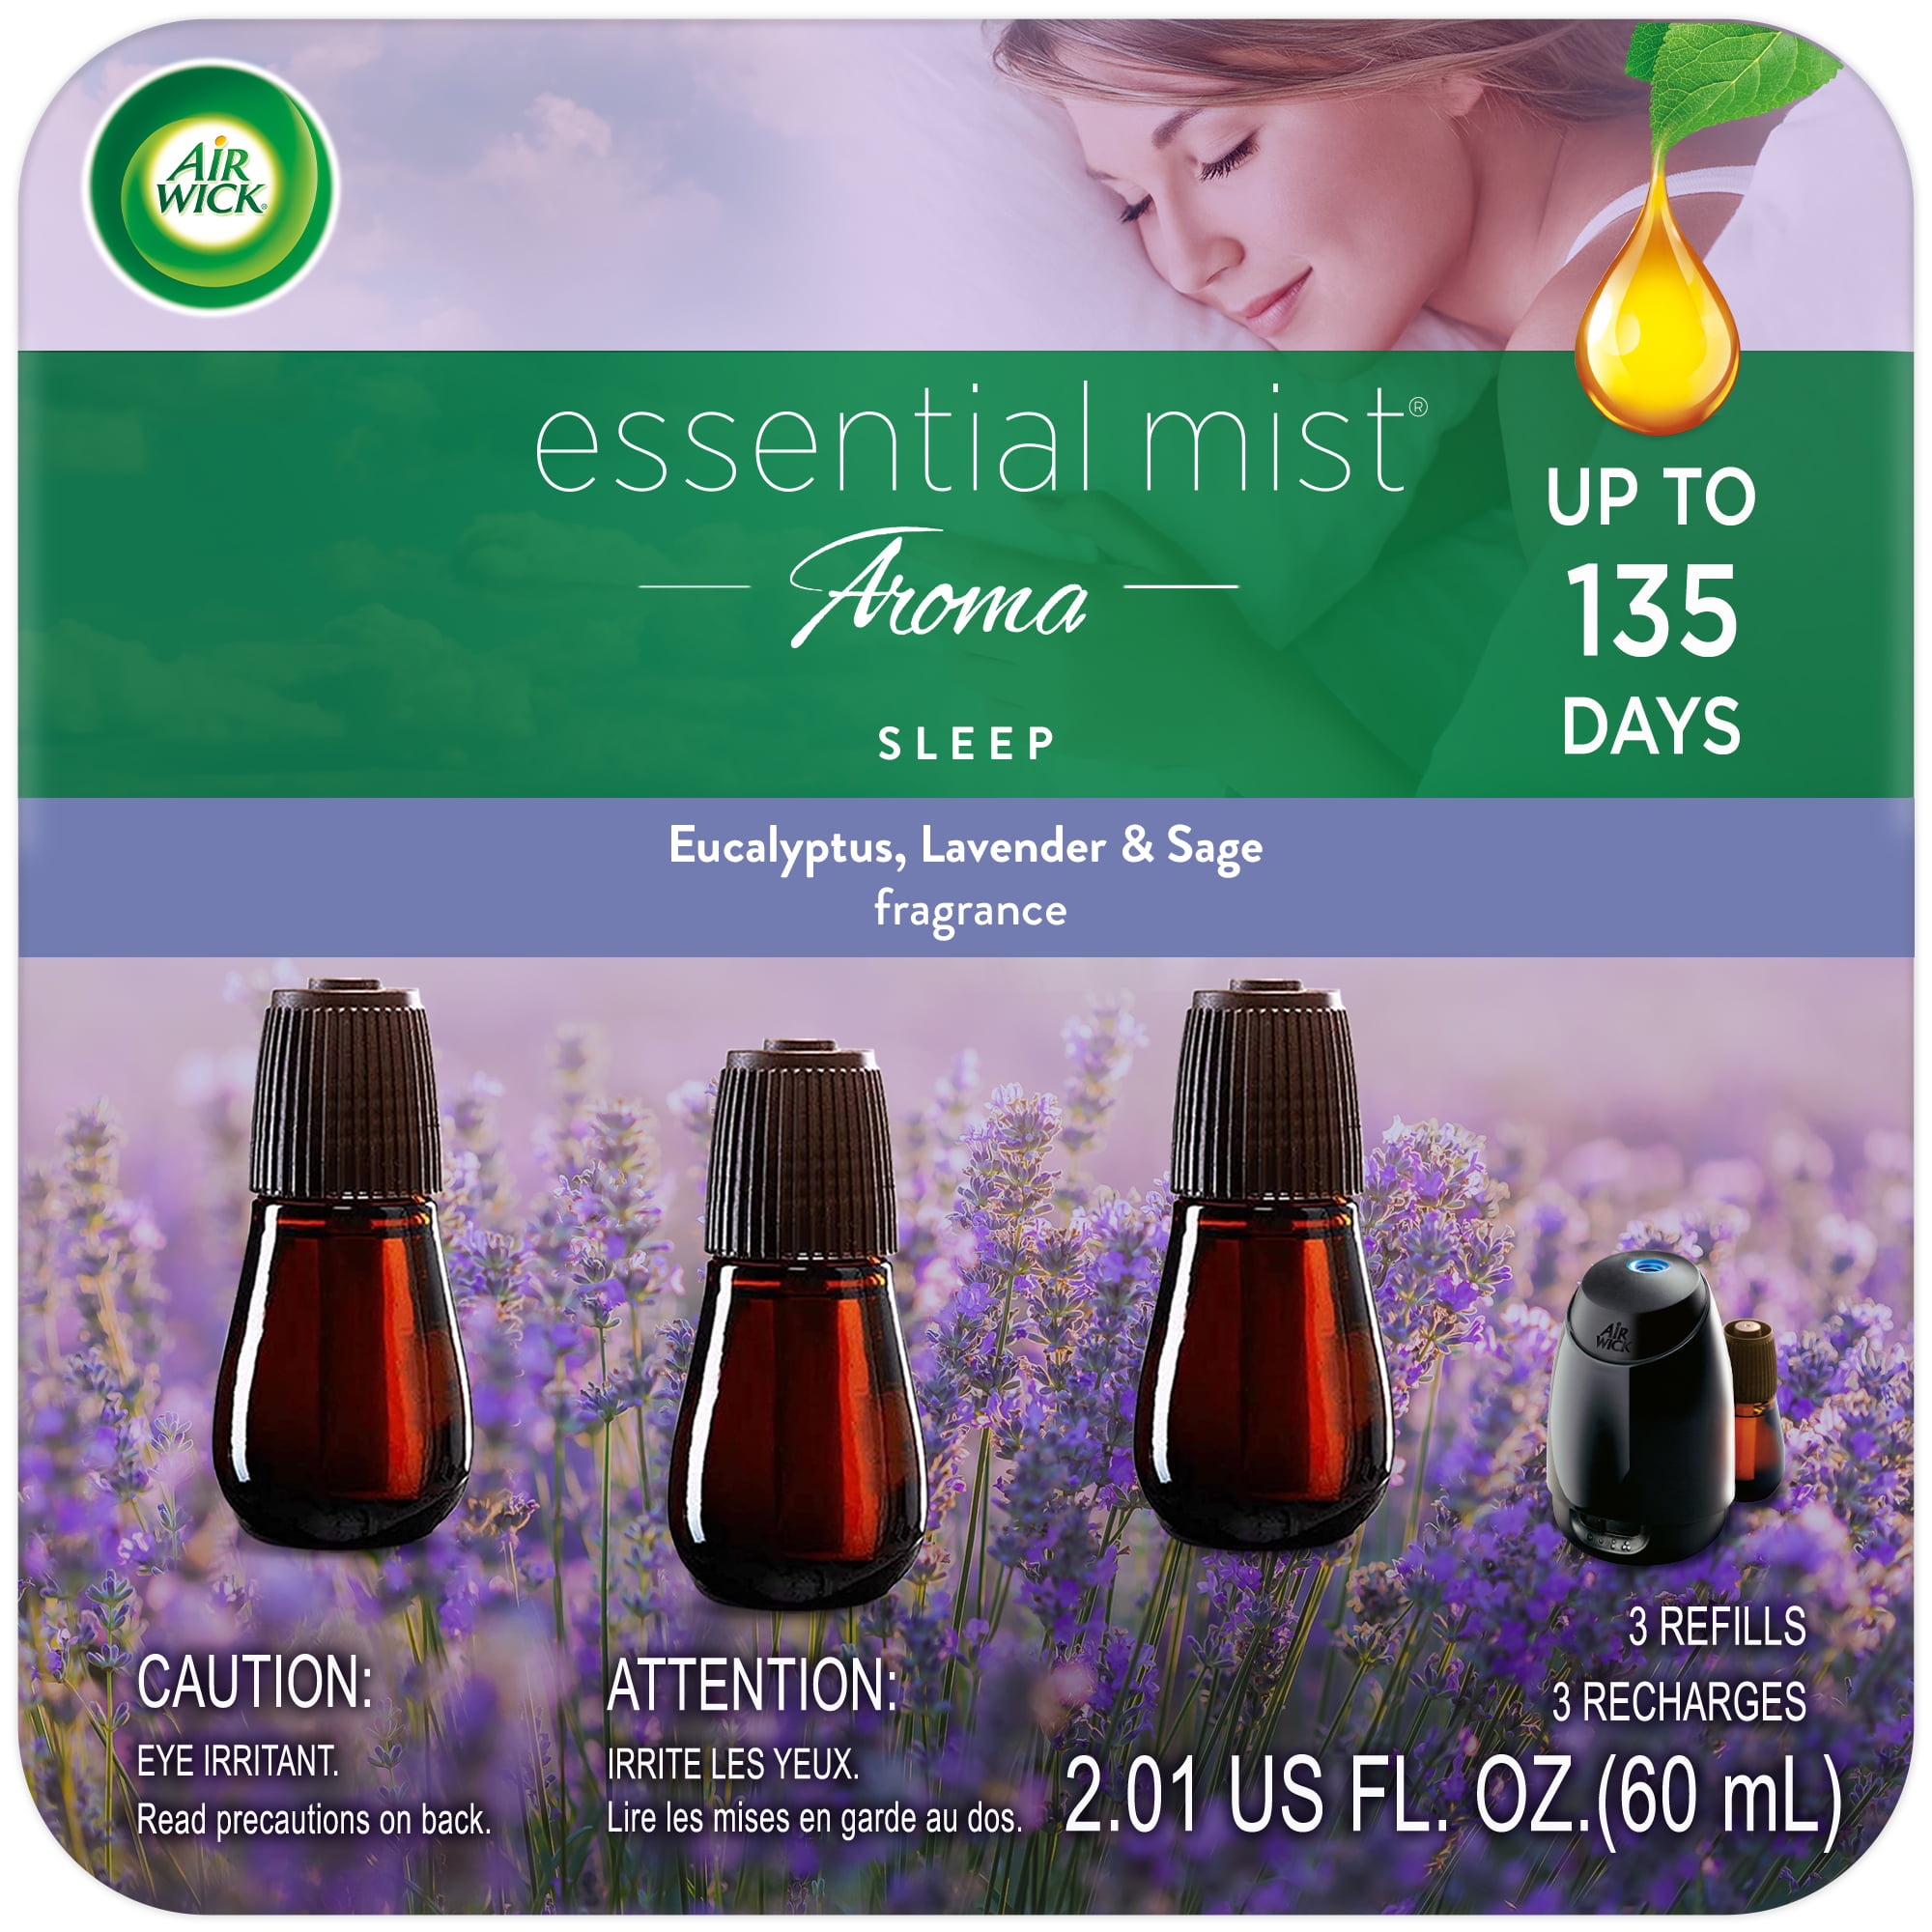 AIR
WICK®
essential mist®
Aroma
SLEEP
UP TO
135
DAYS
Eucalyptus, Lavender & Sage
fragrance
AIR
WICK
3 REFILLS
3 RECHARGES
2.01 US FL. OZ.(60 mL)
CAUTION:
EYE IRRITANT.
Read precautions on back.
ATTENTION:
IRRITE LES YEUX.
Lire les mises en garde au dos.